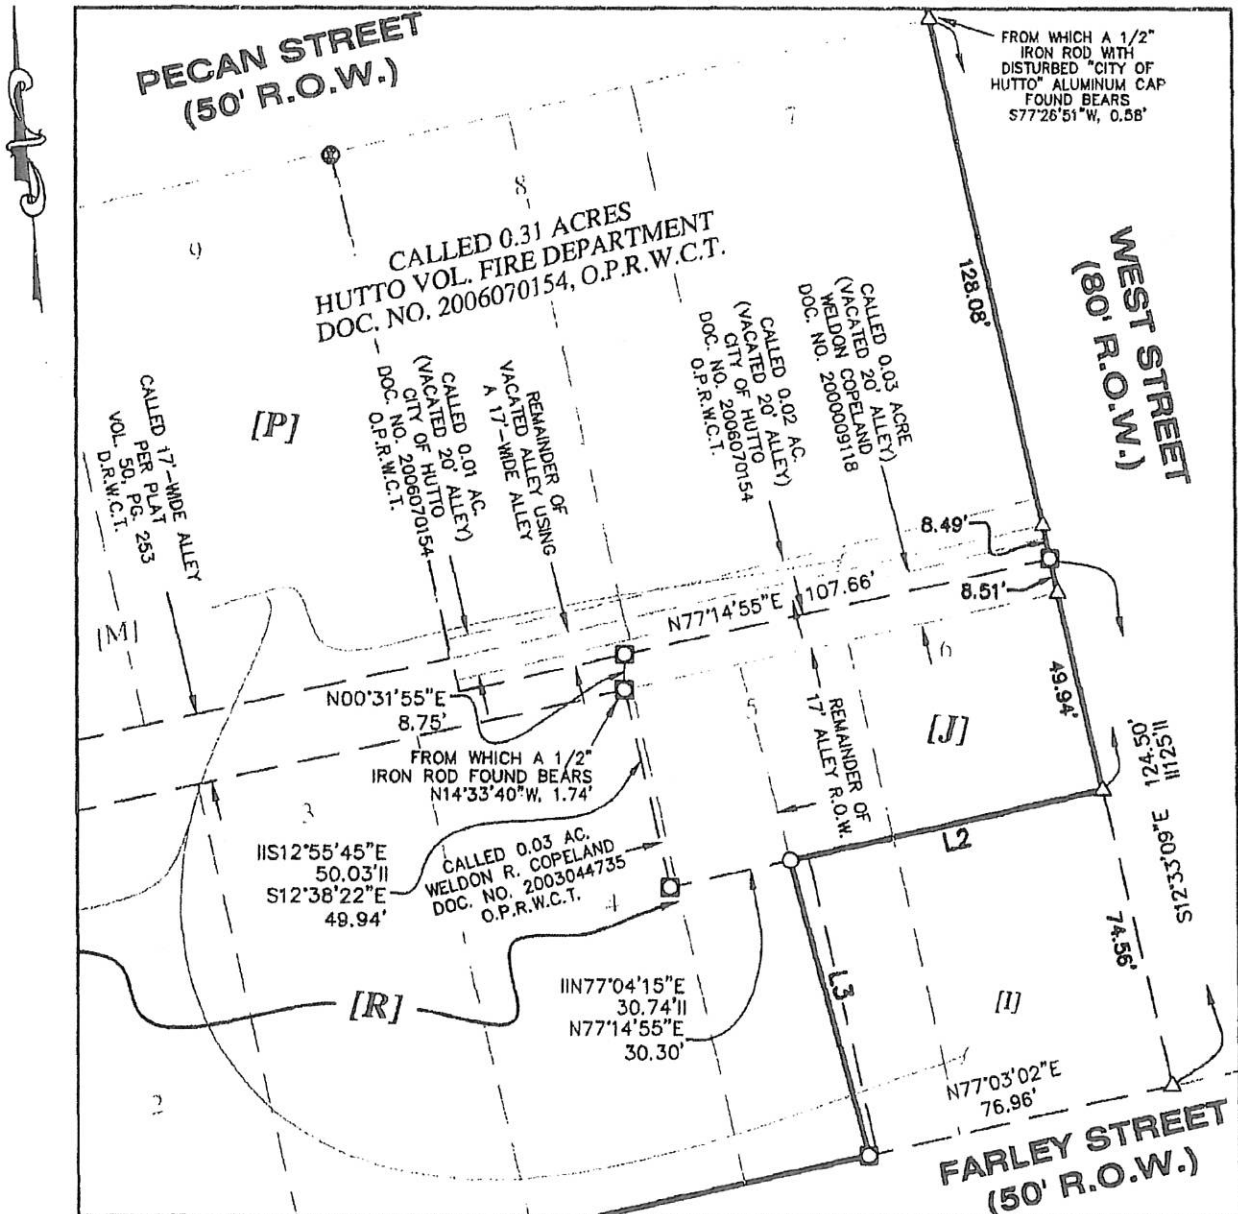 PECAN STREET
(50' R.O.W.)
FROM WHICH A 1/2"
IRON ROD WITH
DISTURBED "CITY OF
HUTTO" ALUMINUM CAP
FOUND BEARS
S77°26'51"W, 0.58'
7
8
9
CALLED 0.31 ACRES
HUTTO VOL. FIRE DEPARTMENT
DOC. NO. 2006070154, O.P.R.W.C.T.
128.08'
WEST STREET
(80' R.O.W.)
CALLED 0.03 ACRE
(VACATED 20' ALLEY)
WELDON COPELAND
DOC. NO. 2000009118
CALLED 0.02 AC.
(VACATED 20' ALLEY)
CITY OF HUTTO
DOC. NO. 2006070154
O.P.R.W.C.T.
REMAINDER OF
VACATED ALLEY USING
A 17'-WIDE ALLEY
CALLED 0.01 AC.
(VACATED 20' ALLEY)
CITY OF HUTTO
DOC. NO. 2006070154
O.P.R.W.C.T.
CALLED 17'-WIDE ALLEY
PER PLAT
VOL. 50, PG. 253
D.R.W.C.T.
[P]
[M]
8.49'
8.51'
N77°14'55"E 107.66'
N00°31'55"E
8.75'
FROM WHICH A 1/2"
IRON ROD FOUND BEARS
N14°33'40"W, 1.74'
6
5
[J]
49.94'
REMAINDER OF
17' ALLEY R.O.W.
3
IIS12°55'45"E
50.03'II
S12°38'22"E
49.94'
CALLED 0.03 AC.
WELDON R. COPELAND
DOC. NO. 2003044735
O.P.R.W.C.T.
4
L2
S12°33'09"E 124.50'
II125'II
74.56'
[R]
IIN77°04'15"E
30.74'II
N77°14'55"E
30.30'
L3
[I]
2
N77°03'02"E
76.96'
FARLEY STREET
(50' R.O.W.)